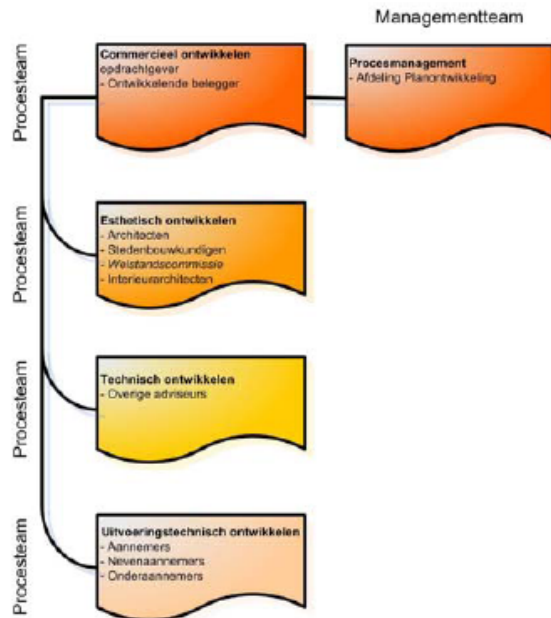 Managementteam
Procesteam
Commercieel ontwikkelen
opdrachtgever
- Ontwikkelende belegger
Procesmanagement
- Afdeling Planontwikkeling
Procesteam
Esthetisch ontwikkelen
- Architecten
- Stedenbouwkundigen
- Welstandscommissie
- Interieurarchitecten
Procesteam
Technisch ontwikkelen
- Overige adviseurs
Procesteam
Uitvoeringstechnisch ontwikkelen
- Aannemers
- Nevenaannemers
- Onderaannemers